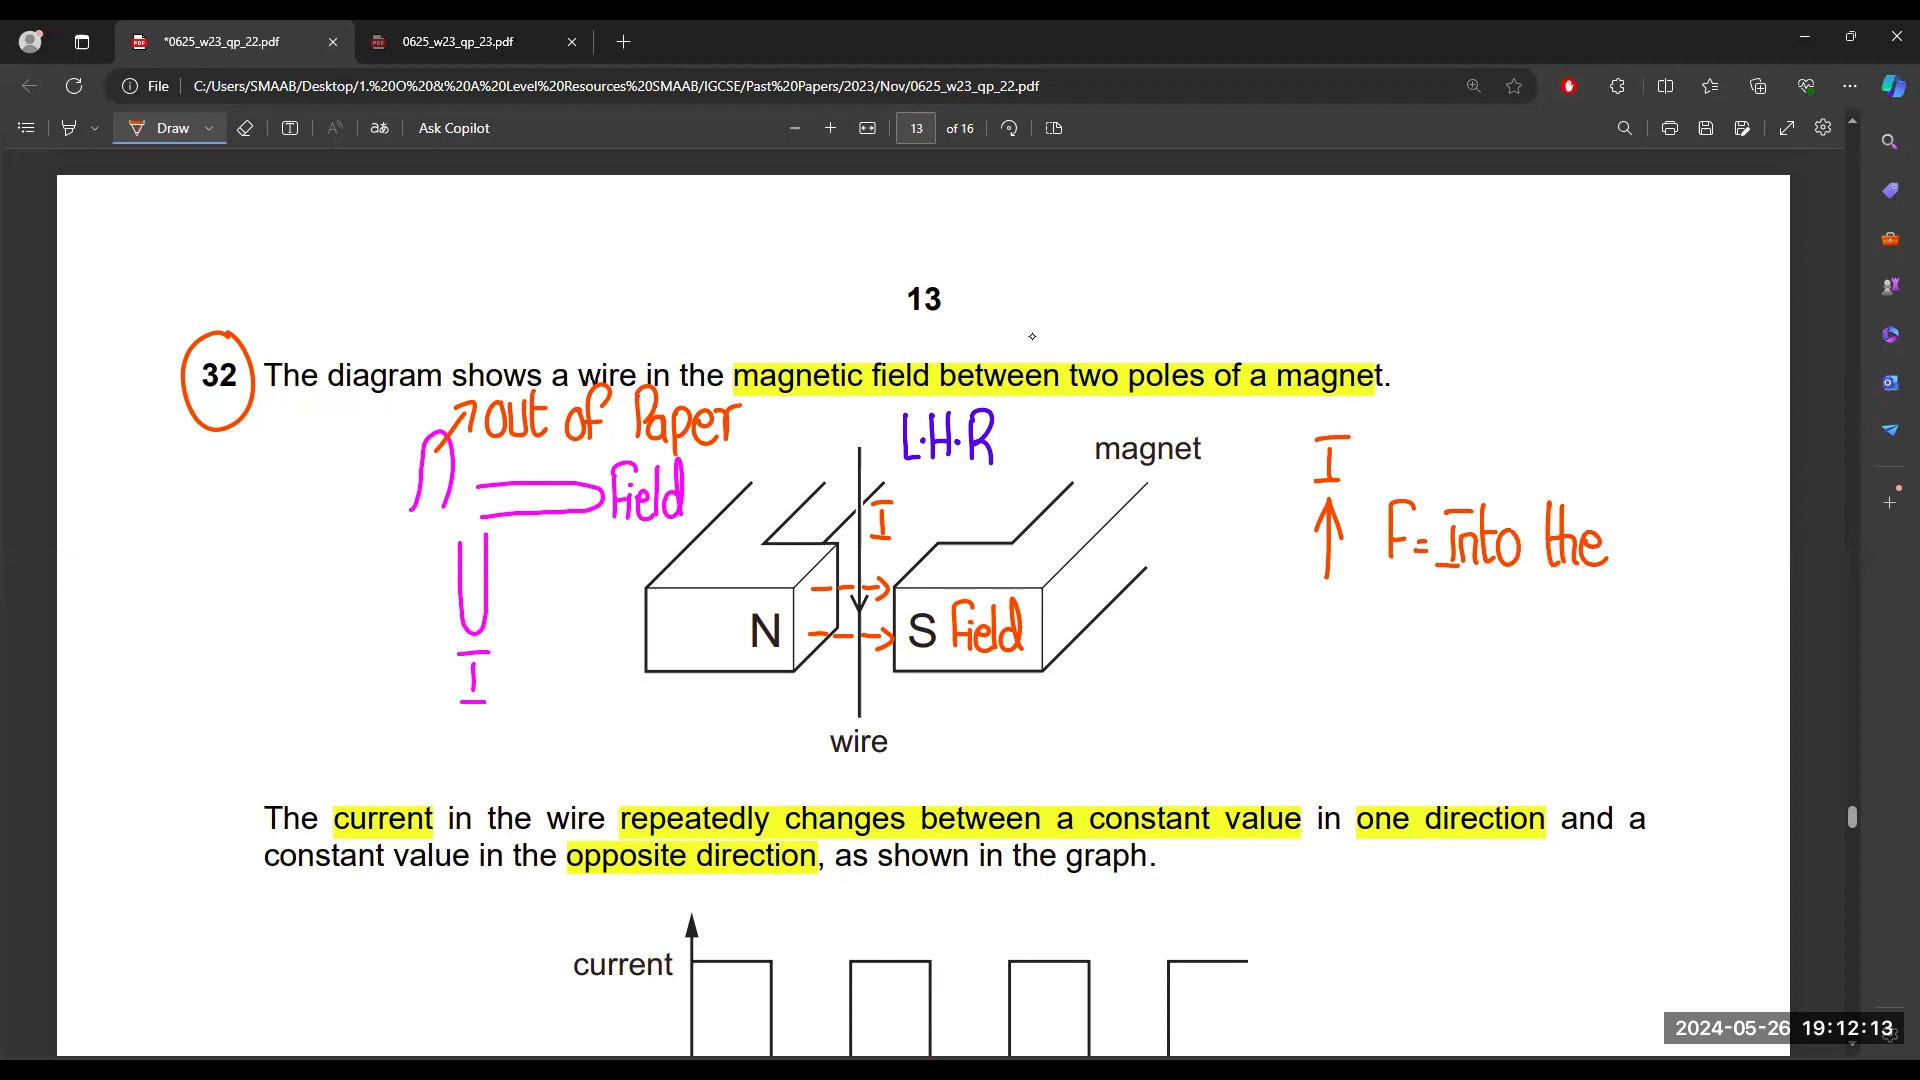 *0625_w23_qp_22.pdf
0625_w23_qp_23.pdf
File
C:/Users/SMAAB/Desktop/1.%20O%20&%20A%20Level%20Resources%20SMAAB/IGCSE/Past%20Papers/2023/Nov/0625_w23_qp_22.pdf
Draw
aあ
Ask Copilot
13 of 16
13
32 The diagram shows a wire in the magnetic field between two poles of a magnet.
out of Paper
L.H.R
magnet
I
Field
I
F= Into the
N
S Field
I
wire
The current in the wire repeatedly changes between a constant value in one direction and a
constant value in the opposite direction, as shown in the graph.
current
2024-05-26 19:12:13